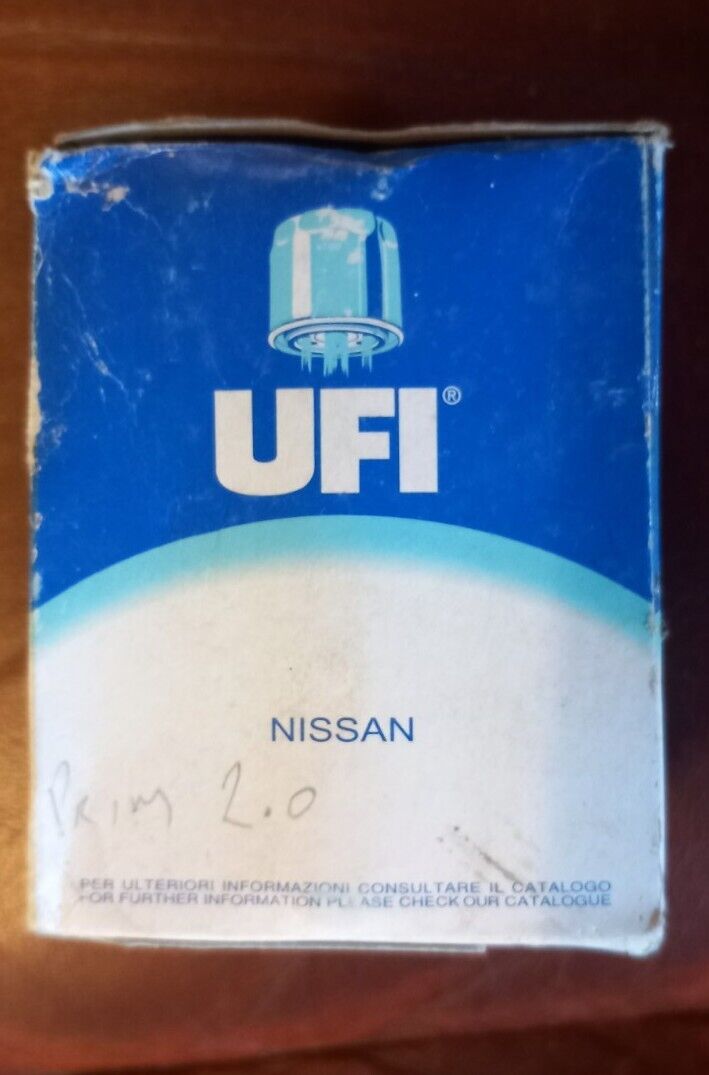 UFI®
NISSAN
Prim 2.0
PER ULTERIORI INFORMAZIONI CONSULTARE IL CATALOGO
FOR FURTHER INFORMATION PLEASE CHECK OUR CATALOGUE